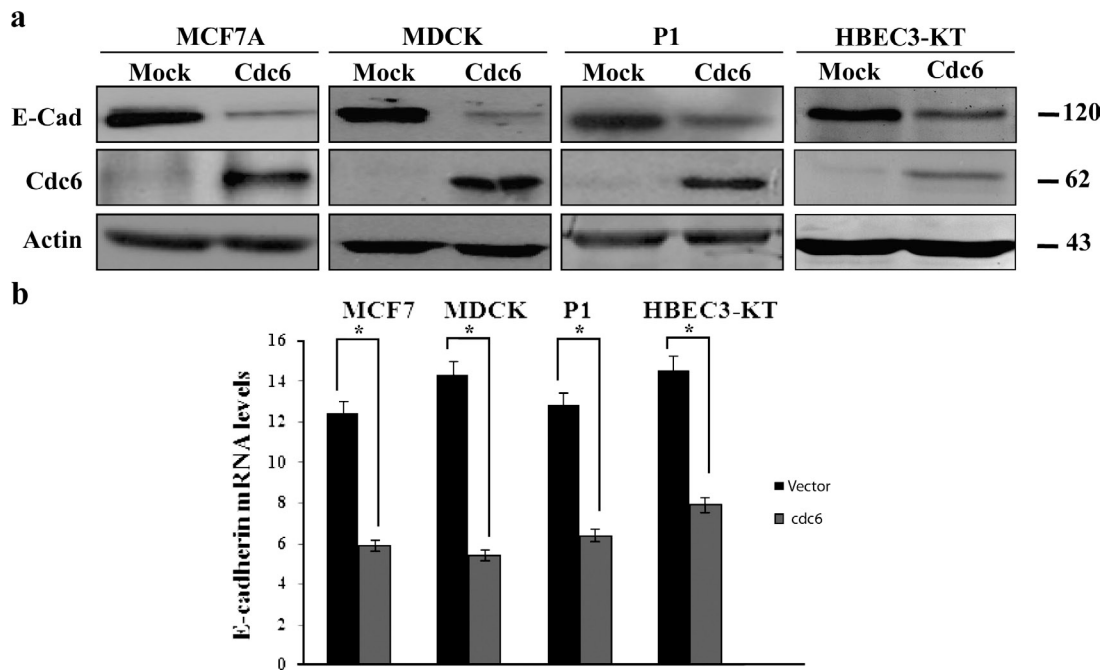 a
MCF7A MDCK P1 HBEC3-KT
Mock Cdc6 Mock Cdc6 Mock Cdc6 Mock Cdc6
E-Cad 120
Cdc6 62
Actin 43
b
MCF7 MDCK P1 HBEC3-KT
* * * *
E-cadherin mRNA levels
16
14
12
10
8
6
4
2
0
Vector
cdc6